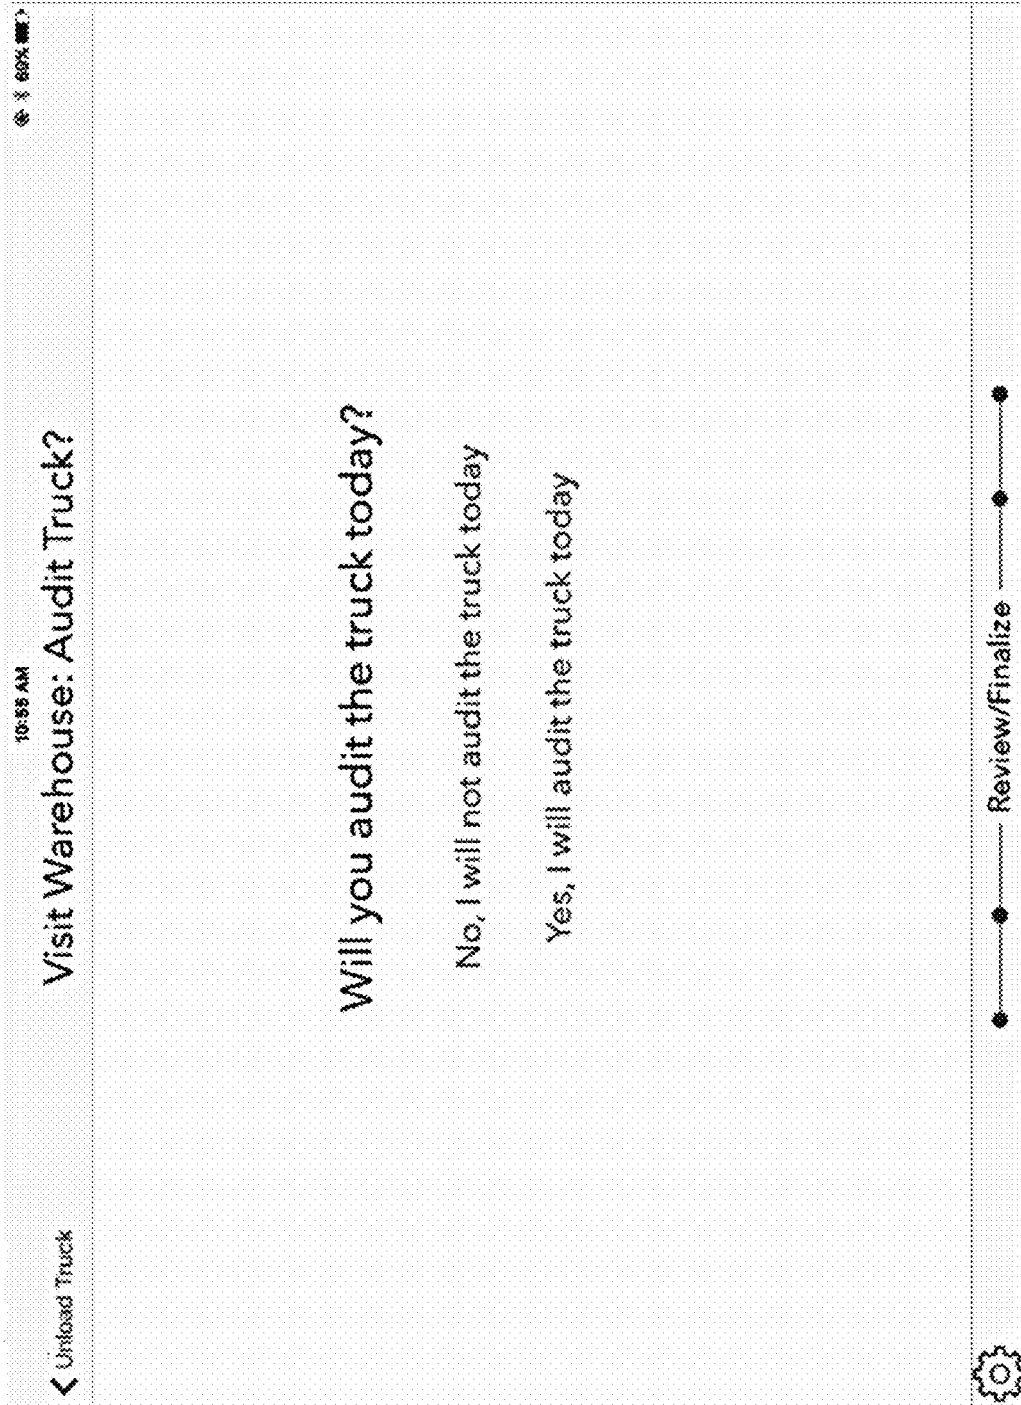 10:55 AM
69%
Unload Truck
Visit Warehouse: Audit Truck?
Will you audit the truck today?
No, I will not audit the truck today
Yes, I will audit the truck today
Review/Finalize